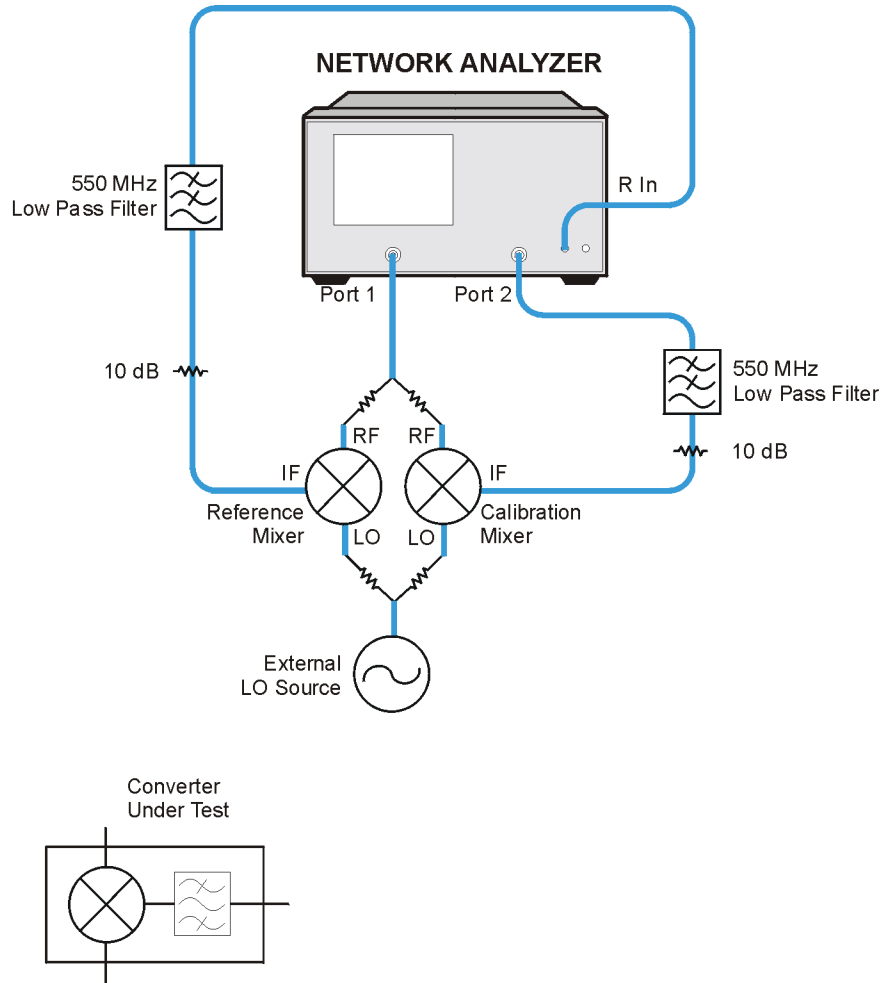 NETWORK ANALYZER
550 MHz
Low Pass Filter
R In
Port 1
Port 2
10 dB
550 MHz
Low Pass Filter
10 dB
RF
RF
IF
IF
Reference
Mixer
Calibration
Mixer
LO
LO
External
LO Source
Converter
Under Test